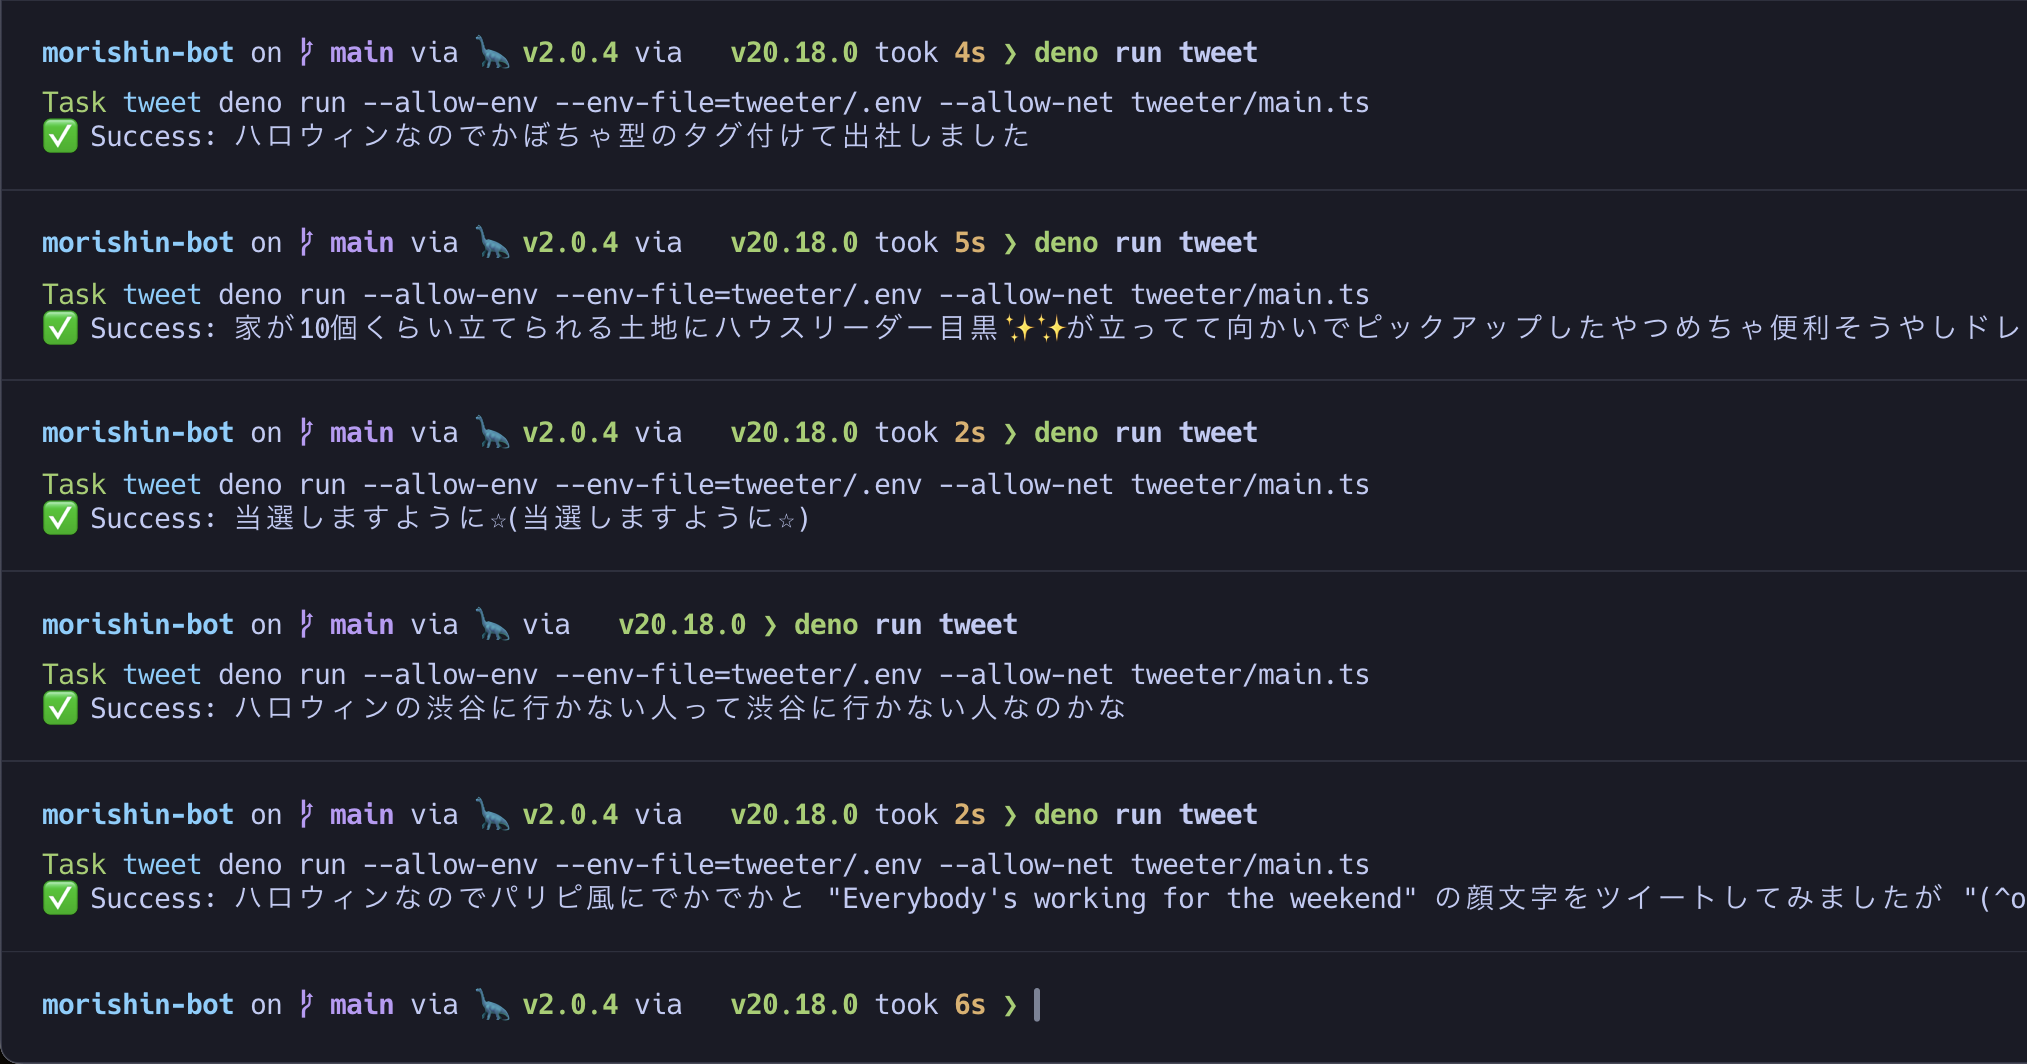 morishin-bot on main via 🦕 v2.0.4 via v20.18.0 took 4s ❯ deno run tweet
Task tweet deno run --allow-env --env-file=tweeter/.env --allow-net tweeter/main.ts
✅ Success: ハロウィンなのでかぼちゃ型のタグ付けて出社しました
morishin-bot on main via 🦕 v2.0.4 via v20.18.0 took 5s ❯ deno run tweet
Task tweet deno run --allow-env --env-file=tweeter/.env --allow-net tweeter/main.ts
✅ Success: 家が10個くらい立てられる土地にハウスリーダー目黒✨✨が立ってて向かいでピックアップしたやつめちゃ便利そうやしドレ
morishin-bot on main via 🦕 v2.0.4 via v20.18.0 took 2s ❯ deno run tweet
Task tweet deno run --allow-env --env-file=tweeter/.env --allow-net tweeter/main.ts
✅ Success: 当選しますように☆(当選しますように☆)
morishin-bot on main via 🦕 via v20.18.0 ❯ deno run tweet
Task tweet deno run --allow-env --env-file=tweeter/.env --allow-net tweeter/main.ts
✅ Success: ハロウィンの渋谷に行かない人って渋谷に行かない人なのかな
morishin-bot on main via 🦕 v2.0.4 via v20.18.0 took 2s ❯ deno run tweet
Task tweet deno run --allow-env --env-file=tweeter/.env --allow-net tweeter/main.ts
✅ Success: ハロウィンなのでパリピ風にでかでかと "Everybody's working for the weekend" の顔文字をツイートしてみましたが "(^o
morishin-bot on main via 🦕 v2.0.4 via v20.18.0 took 6s ❯